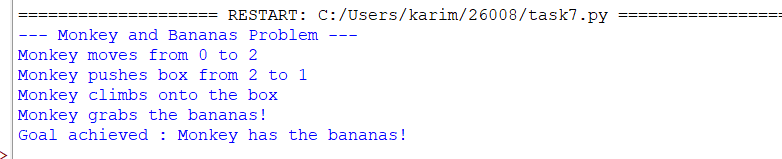 ==================== RESTART: C:/Users/karim/26008/task7.py =================
--- Monkey and Bananas Problem ---
Monkey moves from 0 to 2
Monkey pushes box from 2 to 1
Monkey climbs onto the box
Monkey grabs the bananas!
Goal achieved : Monkey has the bananas!
>